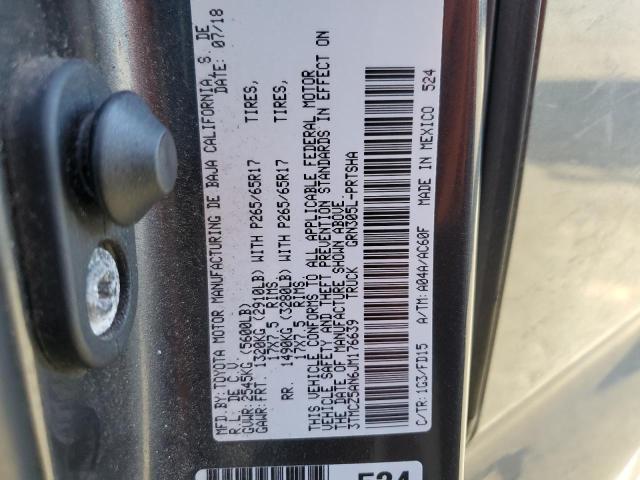 MFD.BY: TOYOTA MOTOR MANUFACTURING DE BAJA CALIFORNIA, S. DE
R.L. DE C.V. DATE: 07/18
GVWR: 2545KG (5600LB)
GAWR: FRT. 1320KG (2910LB) WITH P265/65R17 TIRES,
17X7.5 RIMS
RR. 1490KG (3280LB) WITH P265/65R17 TIRES,
17X7.5 RIMS
THIS VEHICLE CONFORMS TO ALL APPLICABLE FEDERAL MOTOR
VEHICLE SAFETY AND THEFT PREVENTION STANDARDS IN EFFECT ON
THE DATE OF MANUFACTURE SHOWN ABOVE.
3TMCZ5AN6JM176639 TRUCK GRN305L-PRTSHA
C/TR: 1G3/FD15 A/TM: A04A/AC60F MADE IN MEXICO 524
524